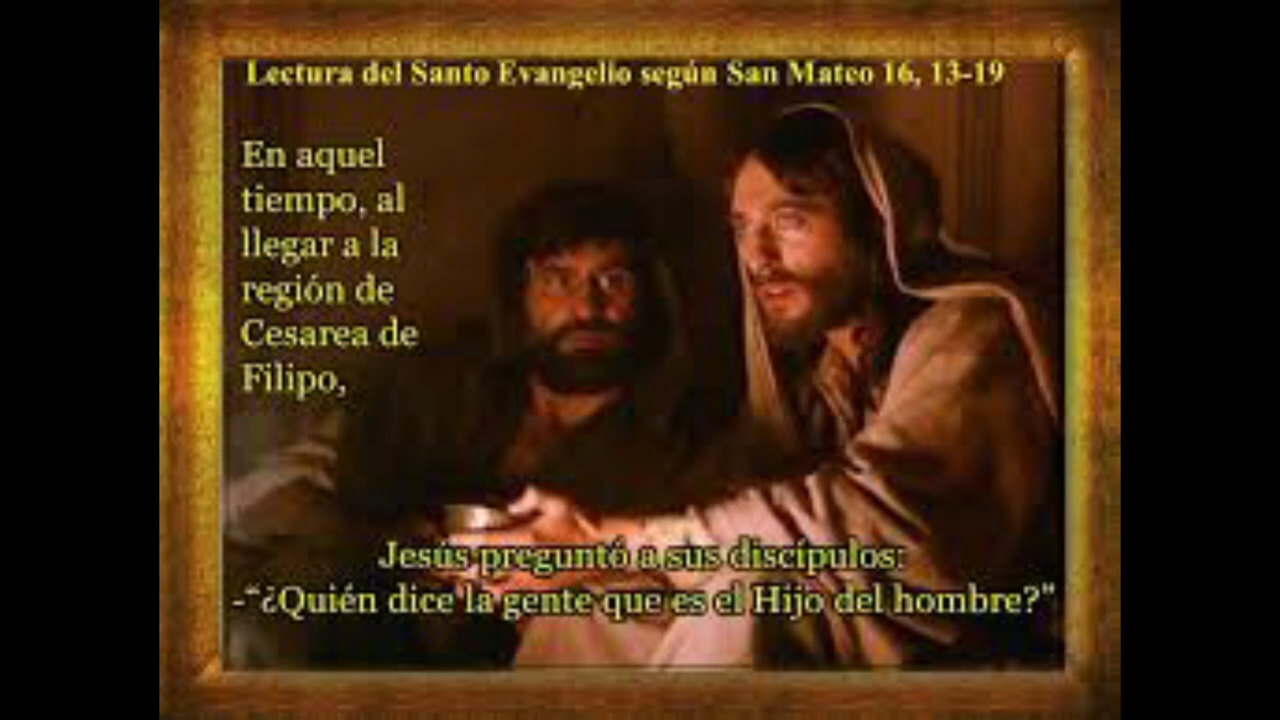 Lectura del Santo Evangelio según San Mateo 16, 13-19
En aquel
tiempo, al
llegar a la
región de
Cesarea de
Filipo,
Jesús preguntó a sus discípulos:
-“¿Quién dice la gente que es el Hijo del hombre?”